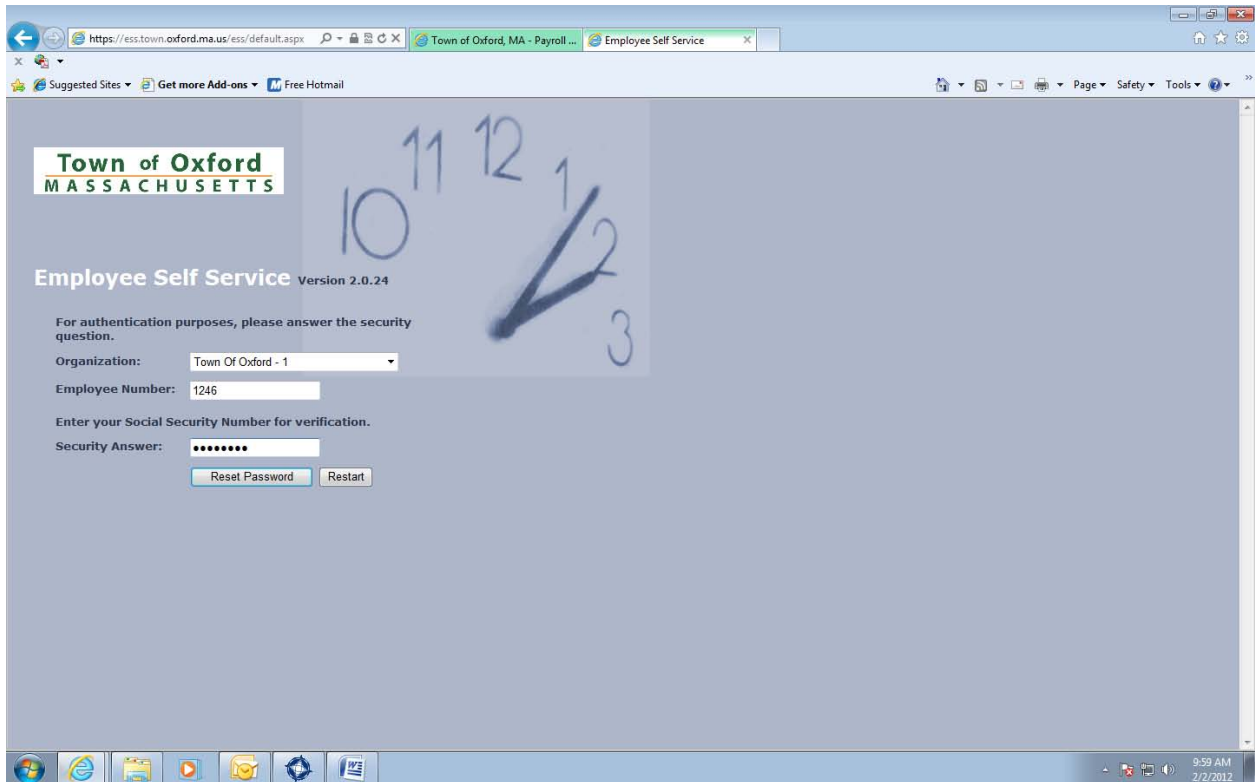 https://ess.town.oxford.ma.us/ess/default.aspx
Town of Oxford, MA - Payroll ...
Employee Self Service
Suggested Sites
Get more Add-ons
Free Hotmail
Page
Safety
Tools
Town of Oxford
MASSACHUSETTS
10
11
12
1
2
3
Employee Self Service Version 2.0.24
For authentication purposes, please answer the security
question.
Organization: Town Of Oxford - 1
Employee Number: 1246
Enter your Social Security Number for verification.
Security Answer: ••••••••
Reset Password Restart
9:59 AM
2/2/2012